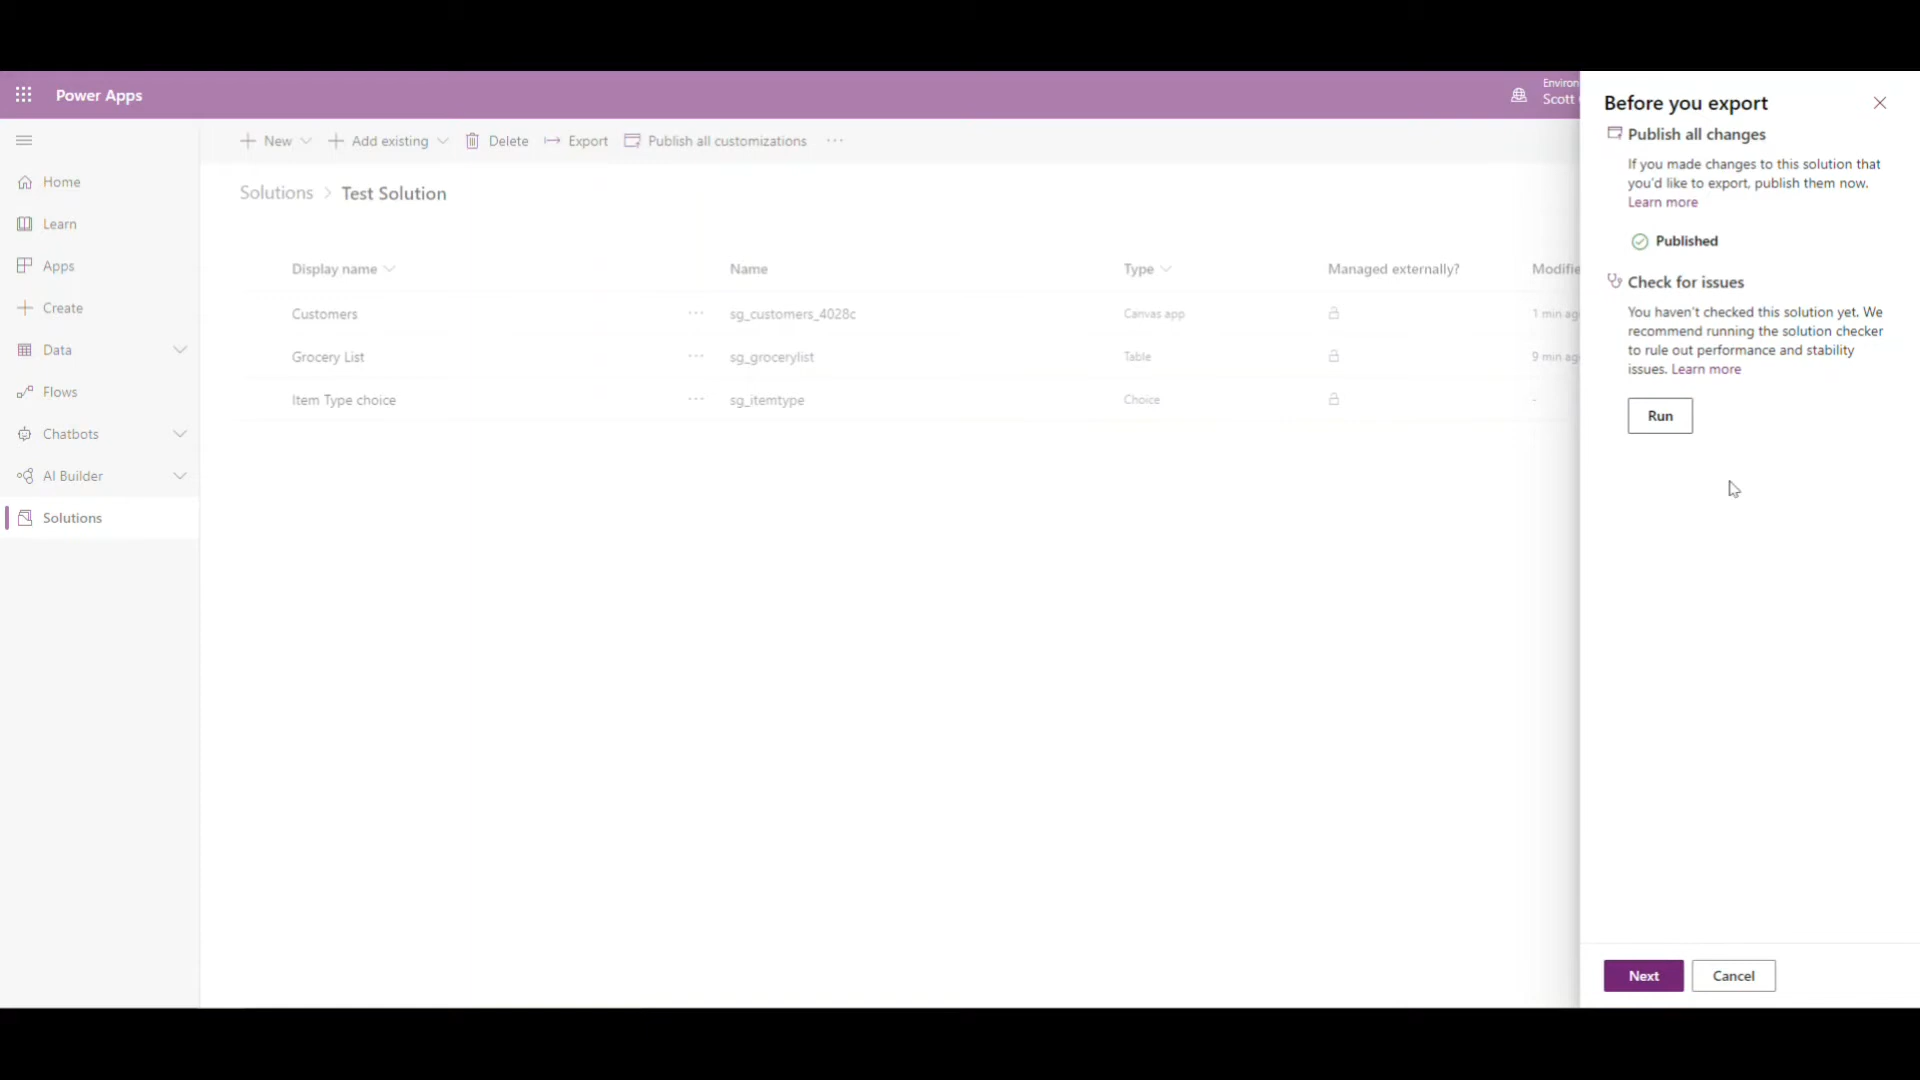 Power Apps
Environ
Scott
New
Add existing
Delete
Export
Publish all customizations
Home
Learn
Apps
Create
Data
Flows
Chatbots
AI Builder
Solutions
Solutions > Test Solution
Display name
Name
Type
Managed externally?
Modifie
Customers
sg_customers_4028c
Canvas app
1 min ag
Grocery List
sg_grocerylist
Table
9 min ag
Item Type choice
sg_itemtype
Choice
-
Before you export
Publish all changes
If you made changes to this solution that
you'd like to export, publish them now.
Learn more
Published
Check for issues
You haven't checked this solution yet. We
recommend running the solution checker
to rule out performance and stability
issues. Learn more
Run
Next
Cancel